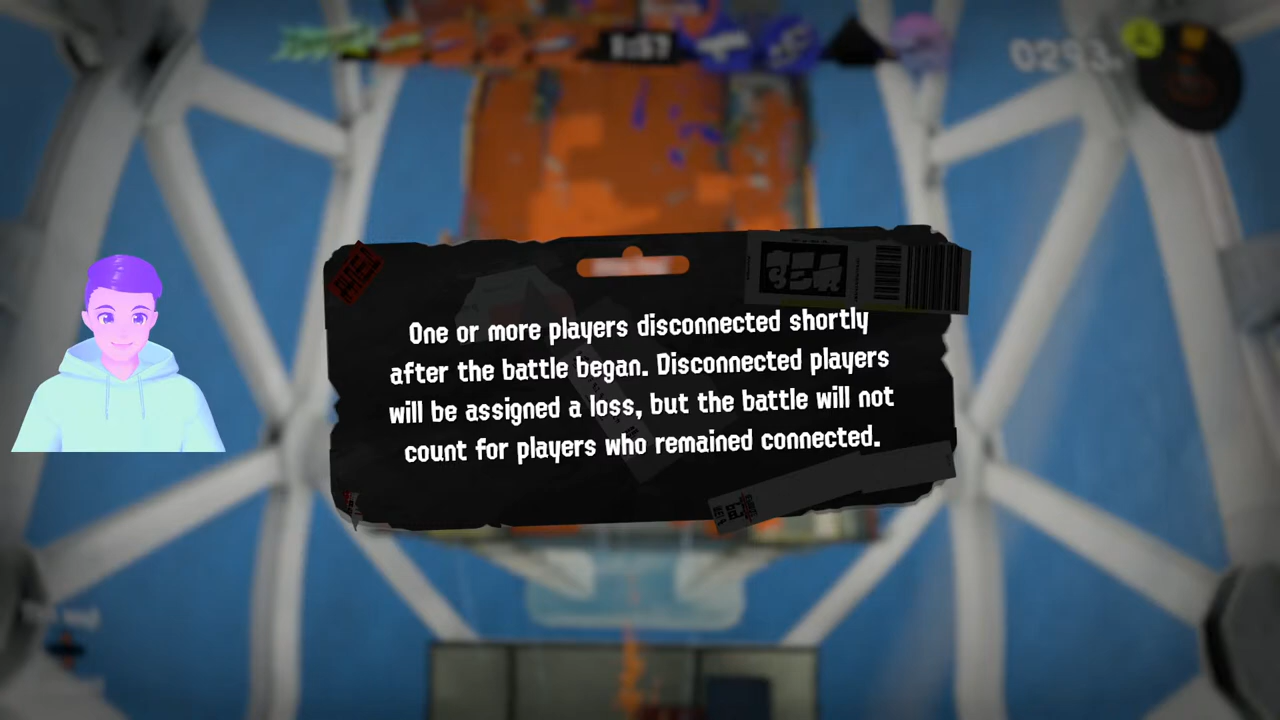 0293
One or more players disconnected shortly
after the battle began. Disconnected players
will be assigned a loss, but the battle will not
count for players who remained connected.